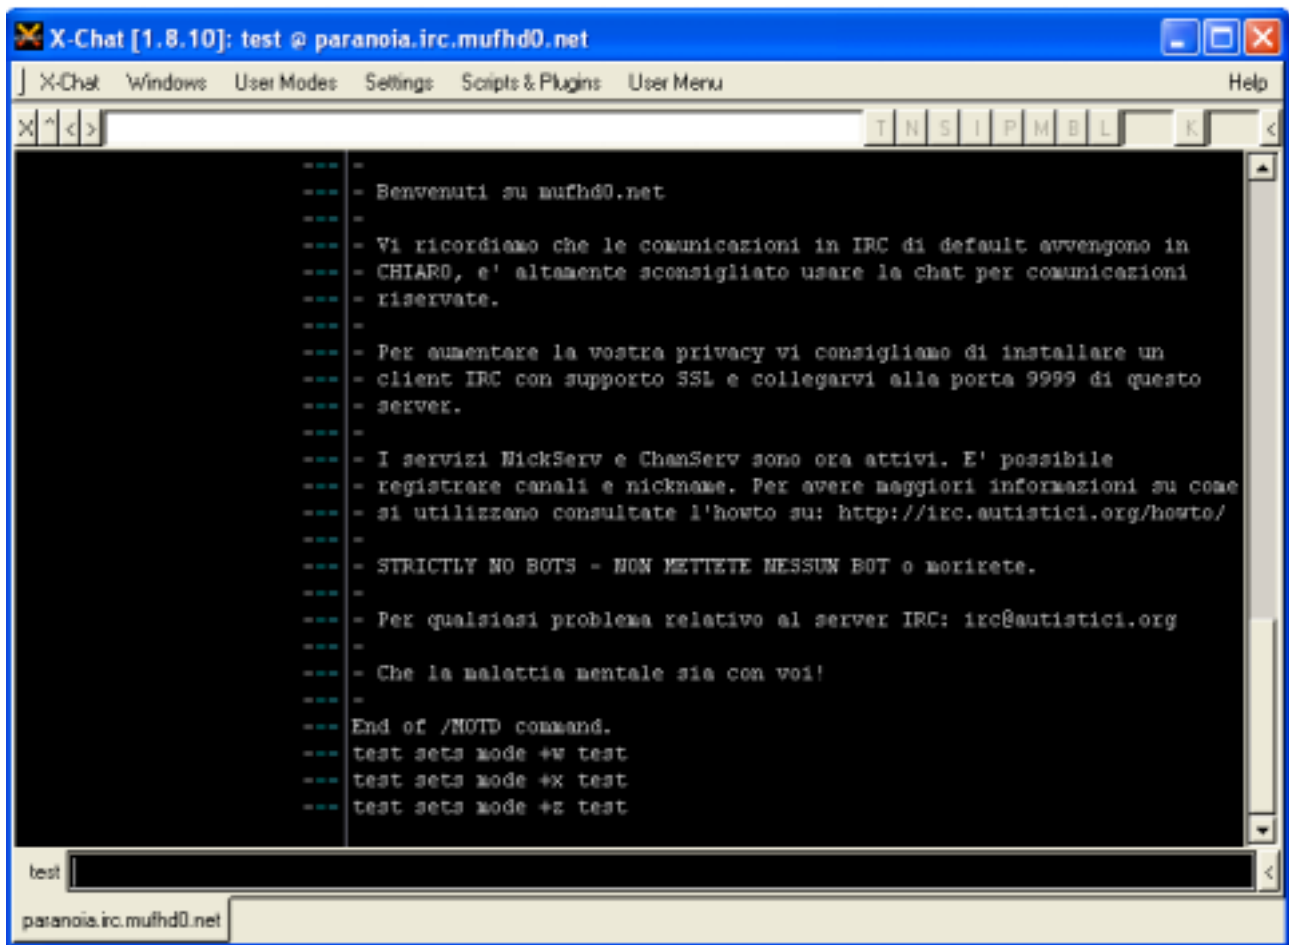 X-Chat [1.8.10]: test @ paranoia.irc.mufhd0.net
X-Chat Windows User Modes Settings Scripts & Plugins User Menu Help
X ^ < > T N S I P M B L K <
--- -
--- - Benvenuti su mufhd0.net
--- -
--- - Vi ricordiamo che le comunicazioni in IRC di default avvengono in
--- - CHIARO, e' altamente sconsigliato usare la chat per comunicazioni
--- - riservate.
--- -
--- - Per aumentare la vostra privacy vi consigliamo di installare un
--- - client IRC con supporto SSL e collegarvi alla porta 9999 di questo
--- - server.
--- -
--- - I servizi NickServ e ChanServ sono ora attivi. E' possibile
--- - registrare canali e nickname. Per avere maggiori informazioni su come
--- - si utilizzano consultate l'howto su: http://irc.autistici.org/howto/
--- -
--- - STRICTLY NO BOTS - NON METTETE NESSUN BOT o morirete.
--- -
--- - Per qualsiasi problema relativo al server IRC: irc@autistici.org
--- -
--- - Che la malattia mentale sia con voi!
--- -
--- End of /MOTD command.
--- test sets mode +w test
--- test sets mode +x test
--- test sets mode +z test
test <
paranoia.irc.mufhd0.net